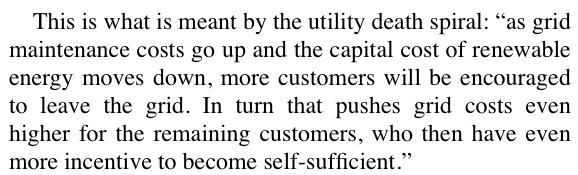 This is what is meant by the utility death spiral: “as grid
maintenance costs go up and the capital cost of renewable
energy moves down, more customers will be encouraged
to leave the grid. In turn that pushes grid costs even
higher for the remaining customers, who then have even
more incentive to become self-sufficient.”